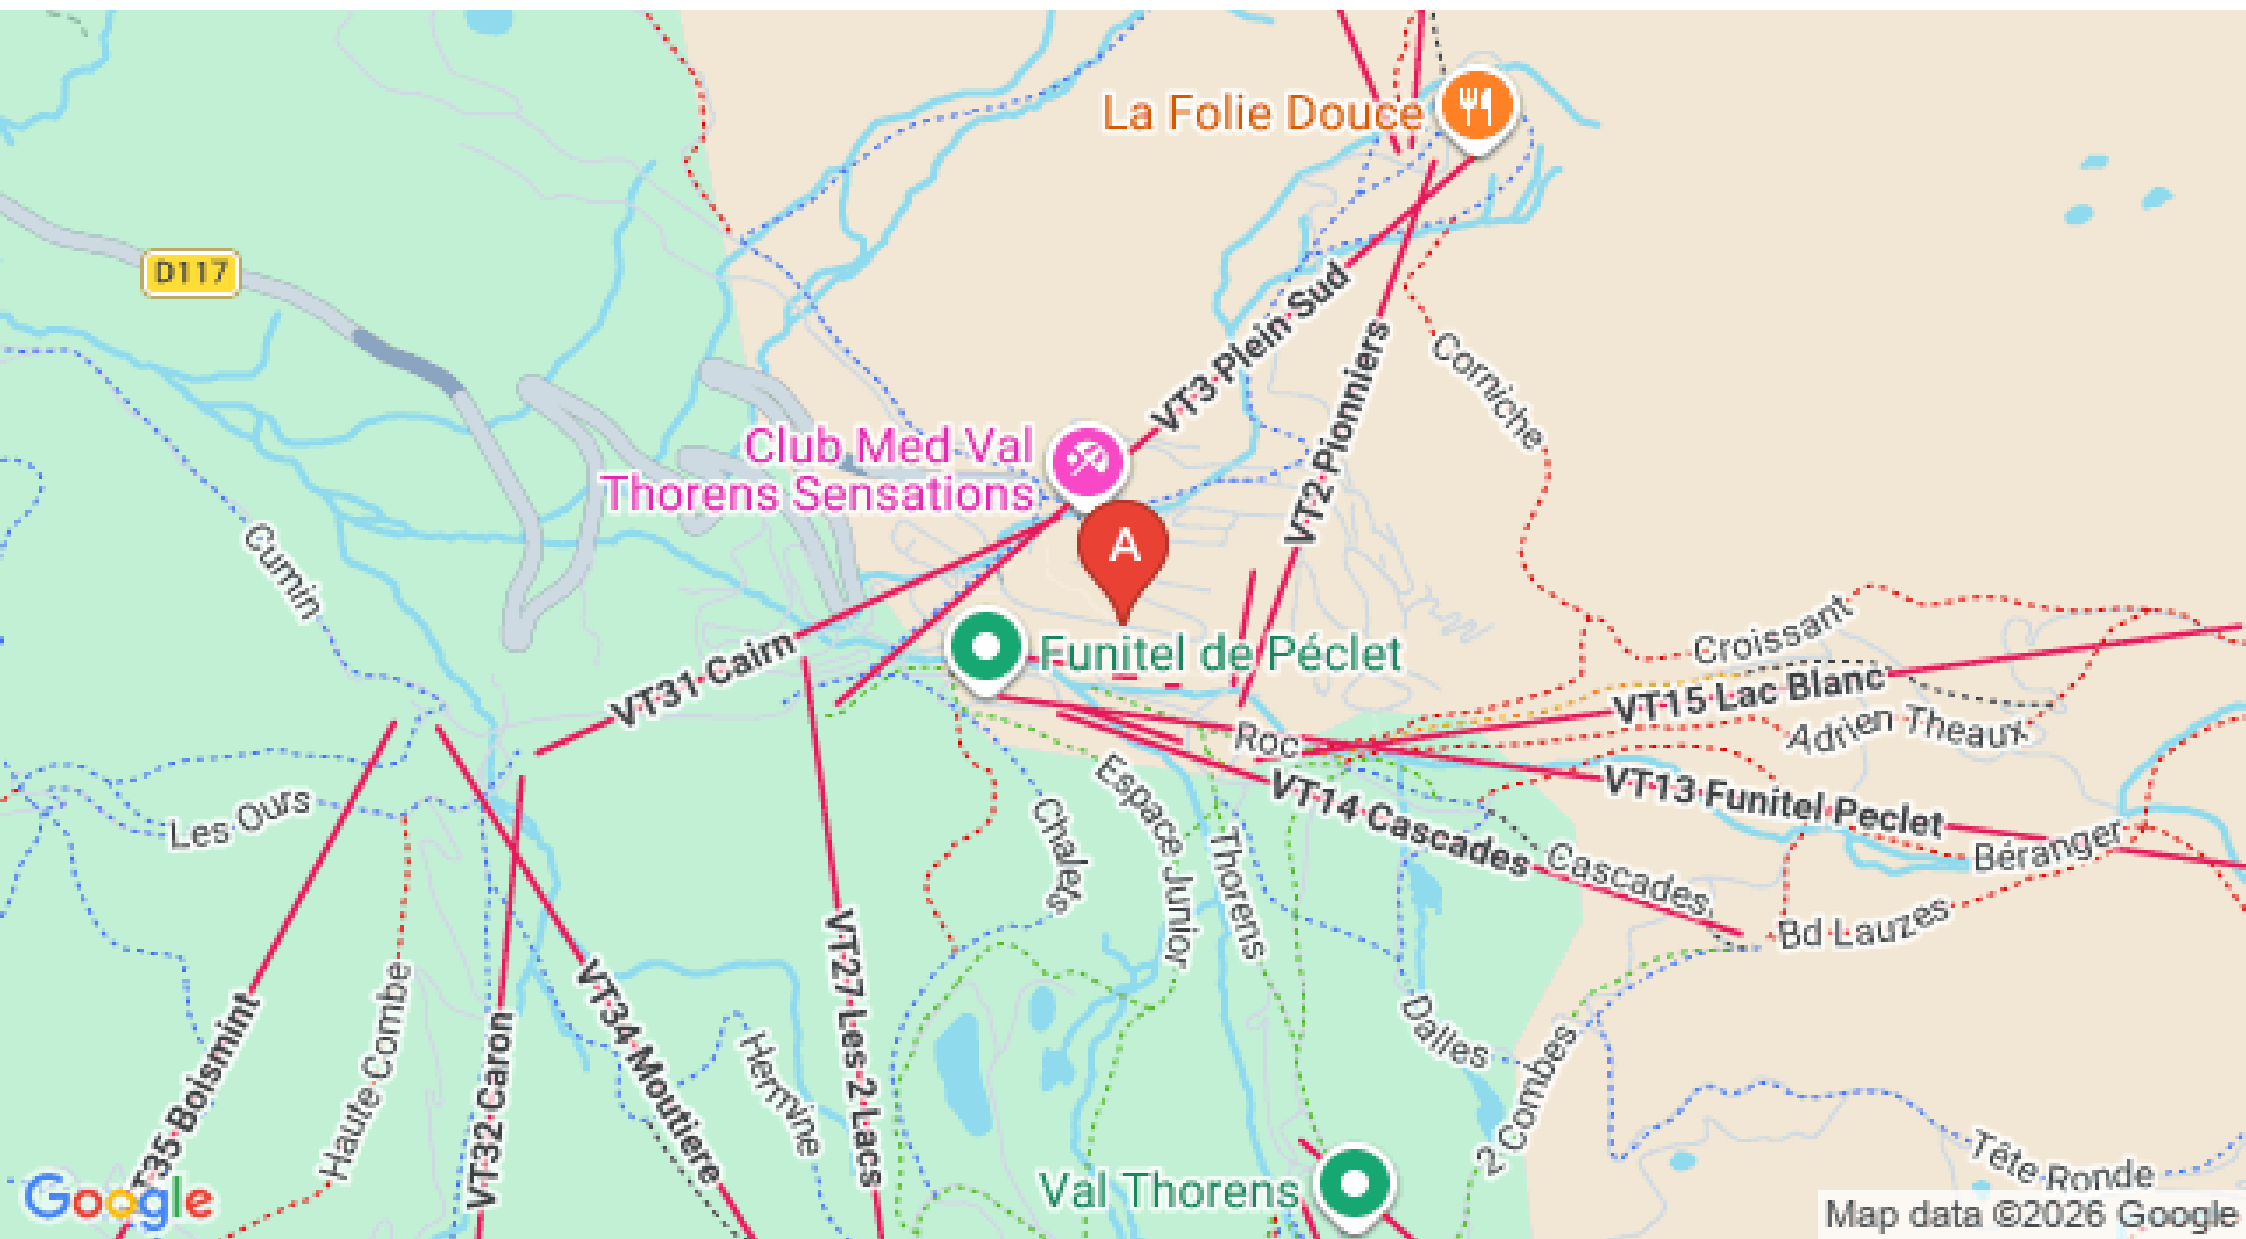 La Folie Douce
D117
VT3 Plein Sud
VT2 Pionniers
Corniche
Club Med Val
Thorens Sensations
A
Cumin
Croissant
Funitel de Péclet
VT31 Cairn
VT15 Lac Blanc
Adrien Theaux
Roc
VT13 Funitel Peclet
VT14 Cascades
Les Ours
Chalets
Espace Junior
Thorens
Cascades
Béranger
Bd Lauzes
VT27 Les 2 Lacs
VT34 Moutiere
Haute Combe
T35 Boismint
VT32 Caron
Hermine
Dalles
2 Combes
Tête Ronde
Val Thorens
Google
Map data ©2026 Google